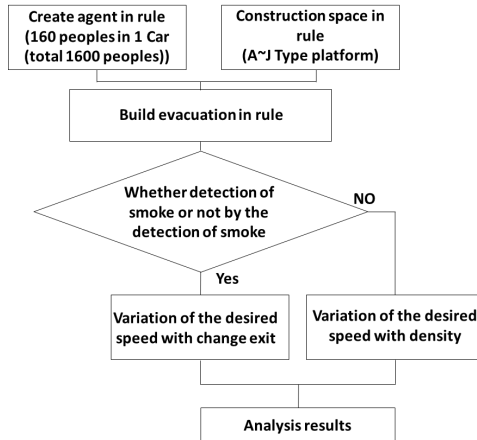 Create agent in rule
(160 peoples in 1 Car
(total 1600 peoples))
Construction space in
rule
(A~J Type platform)
Build evacuation in rule
Whether detection of
smoke or not by the
detection of smoke
NO
Yes
Variation of the desired
speed with change exit
Variation of the desired
speed with density
Analysis results